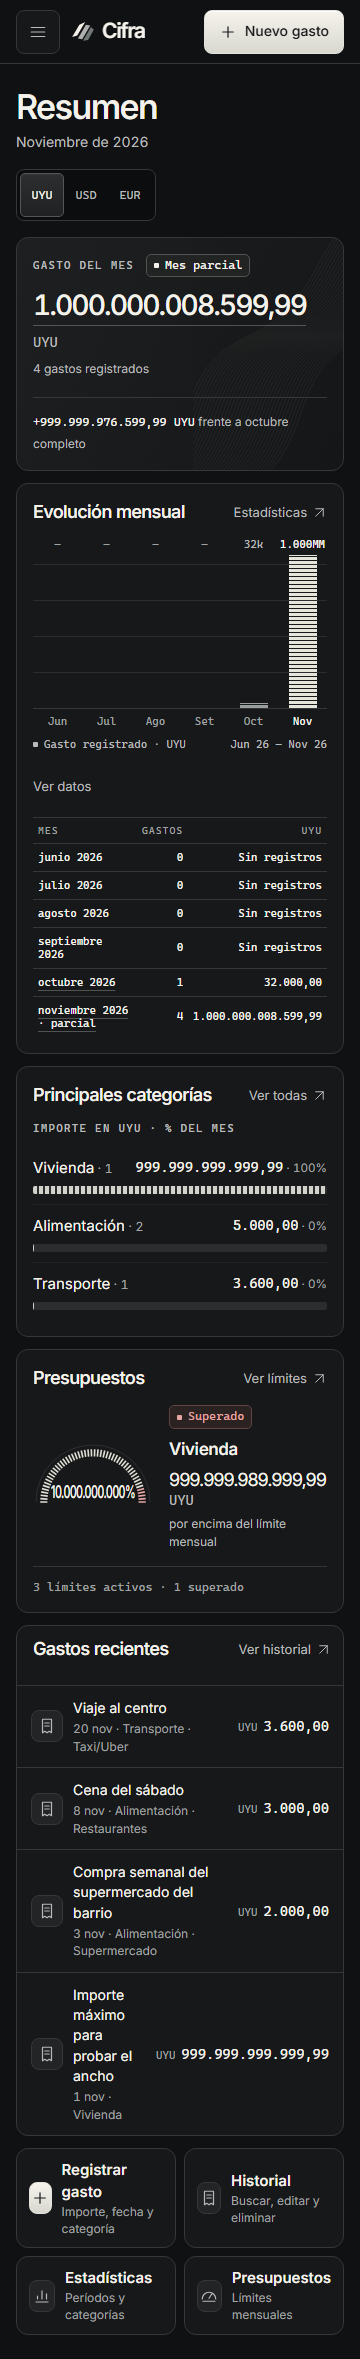 Cifra
Nuevo gasto
Resumen
Noviembre de 2026
UYU USD EUR
GASTO DEL MES Mes parcial
1.000.000.008.599,99
UYU
4 gastos registrados
+999.999.976.599,99 UYU frente a octubre
completo
Evolución mensual Estadísticas
— — — — 32k 1.000MM
Jun Jul Ago Set Oct Nov
Gasto registrado · UYU Jun 26 — Nov 26
Ver datos
MES GASTOS UYU
junio 2026 0 Sin registros
julio 2026 0 Sin registros
agosto 2026 0 Sin registros
septiembre
2026 0 Sin registros
octubre 2026 1 32.000,00
noviembre 2026
· parcial 4 1.000.000.008.599,99
Principales categorías Ver todas
IMPORTE EN UYU · % DEL MES
Vivienda · 1 999.999.999.999,99 · 100%
Alimentación · 2 5.000,00 · 0%
Transporte · 1 3.600,00 · 0%
Presupuestos Ver límites
Superado
Vivienda
10.000.000.000%
999.999.989.999,99
UYU
por encima del límite
mensual
3 límites activos · 1 superado
Gastos recientes Ver historial
Viaje al centro
20 nov · Transporte ·
Taxi/Uber
UYU 3.600,00
Cena del sábado
8 nov · Alimentación ·
Restaurantes
UYU 3.000,00
Compra semanal del
supermercado del
barrio
3 nov · Alimentación ·
Supermercado
UYU 2.000,00
Importe
máximo
para
probar el
ancho
1 nov ·
Vivienda
UYU 999.999.999.999,99
Registrar
gasto
Importe, fecha y
categoría
Historial
Buscar, editar y
eliminar
Estadísticas
Períodos y
categorías
Presupuestos
Límites
mensuales